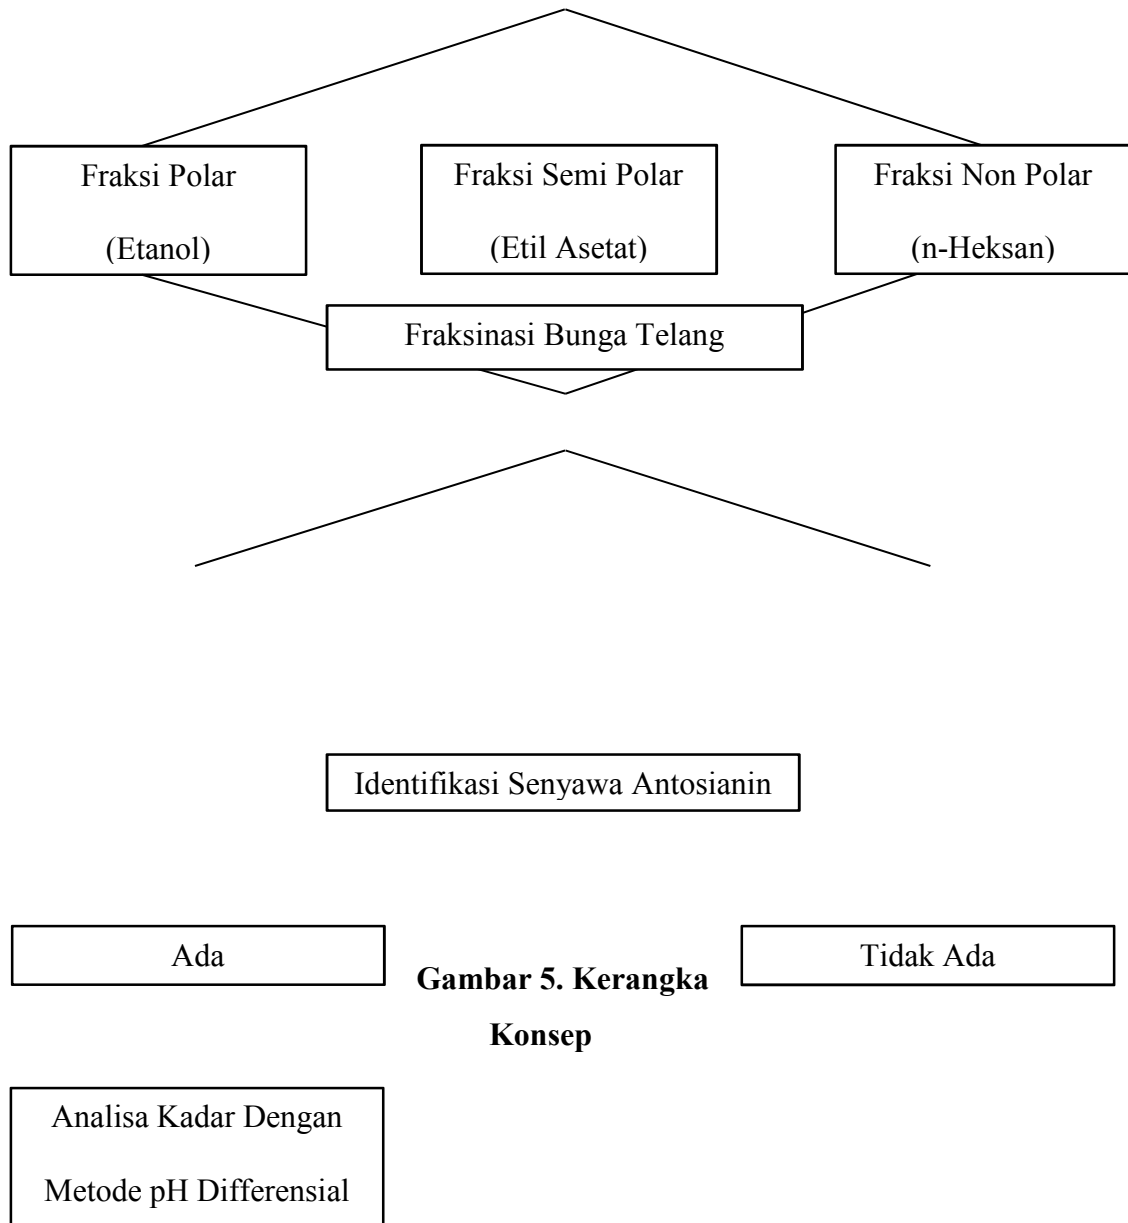 Fraksi Polar
(Etanol)
Fraksi Semi Polar
(Etil Asetat)
Fraksi Non Polar
(n-Heksan)
Fraksinasi Bunga Telang
Identifikasi Senyawa Antosianin
Ada
Gambar 5. Kerangka
Konsep
Tidak Ada
Analisa Kadar Dengan
Metode pH Differensial